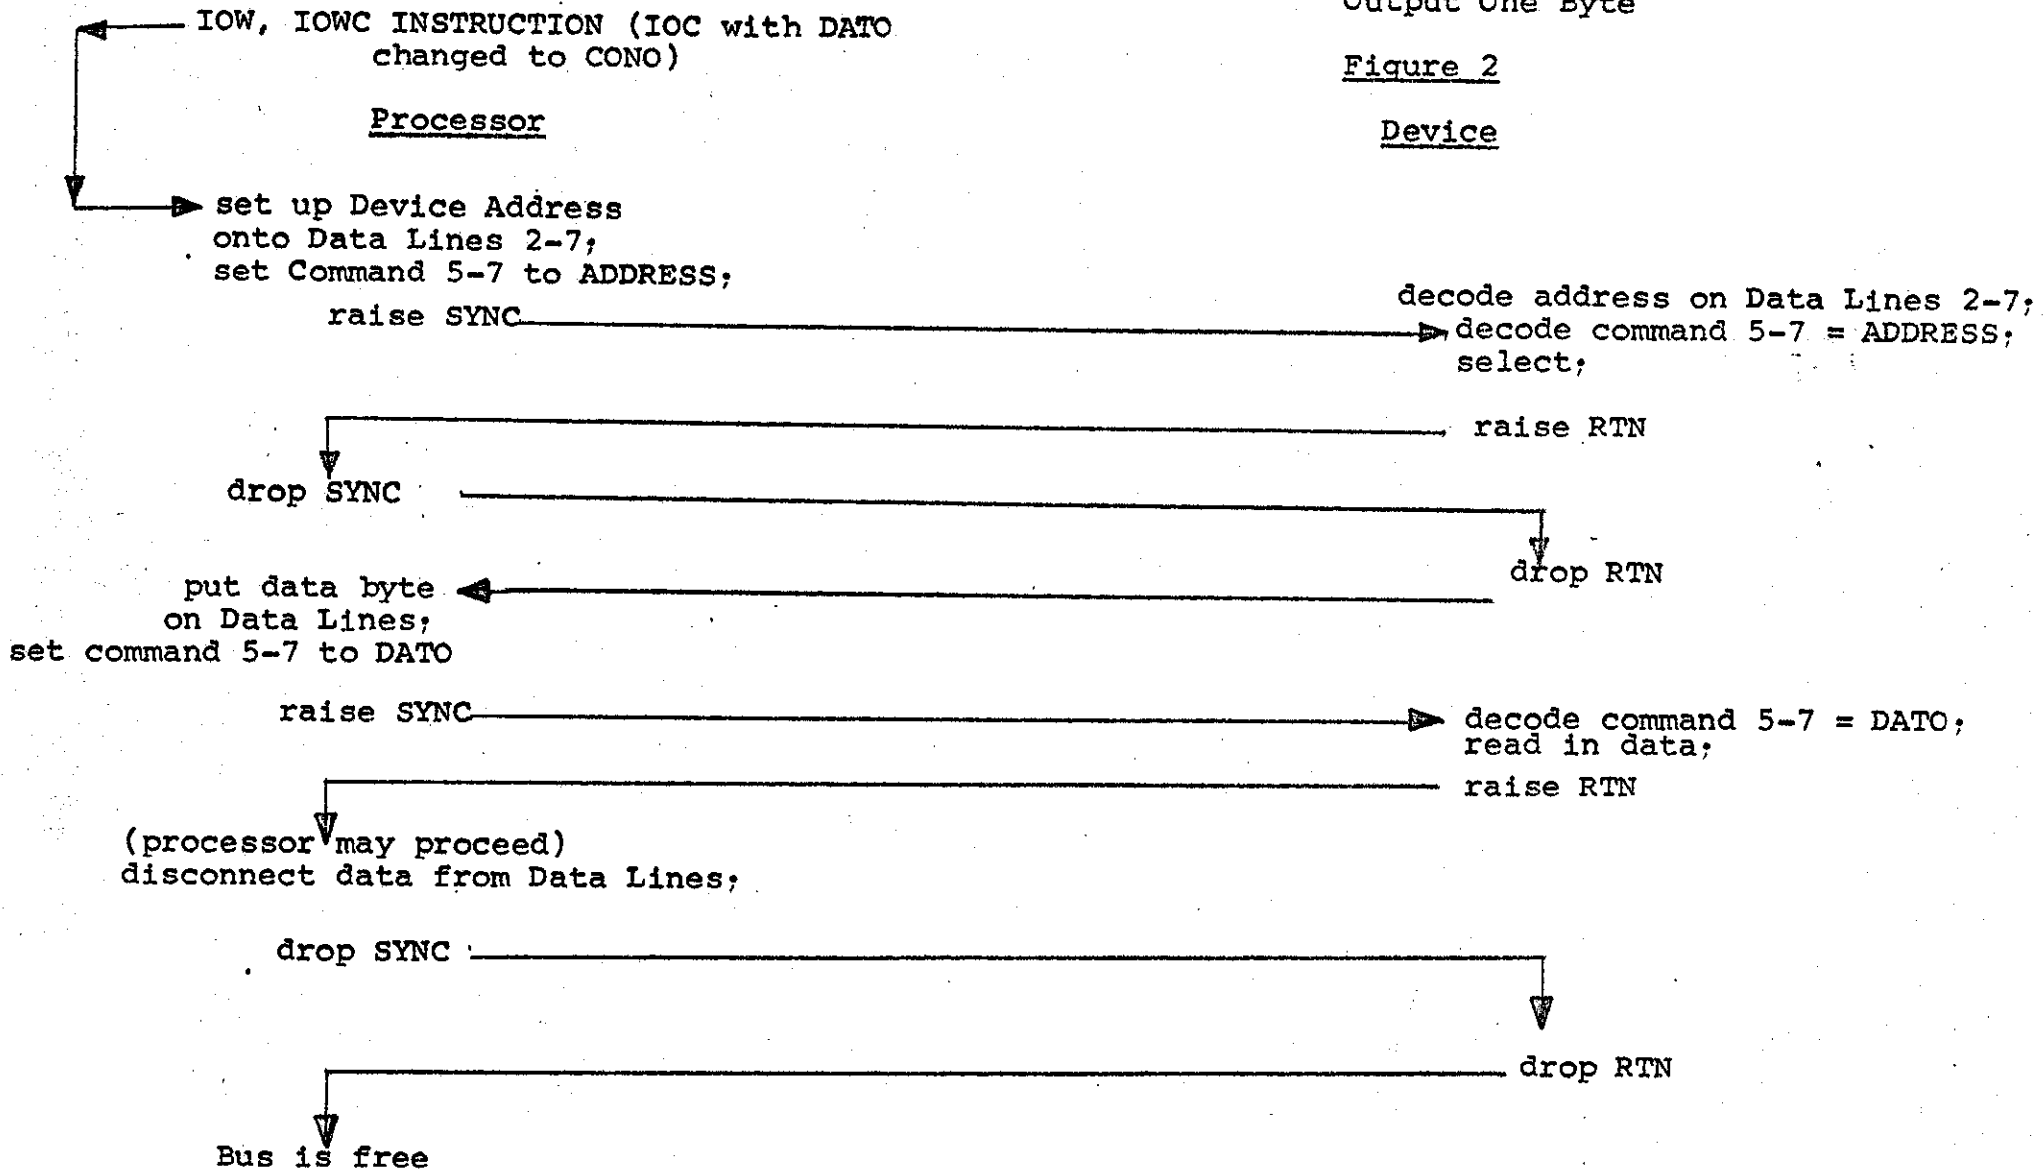 Output One Byte
IOW, IOWC INSTRUCTION (IOC with DATO
changed to CONO)
Figure 2
Processor
Device
set up Device Address
onto Data Lines 2-7;
set Command 5-7 to ADDRESS;
raise SYNC
decode address on Data Lines 2-7;
decode command 5-7 = ADDRESS;
select;
raise RTN
drop SYNC
drop RTN
put data byte
on Data Lines;
set command 5-7 to DATO
raise SYNC
decode command 5-7 = DATO;
read in data;
raise RTN
(processor may proceed)
disconnect data from Data Lines;
drop SYNC
drop RTN
Bus is free